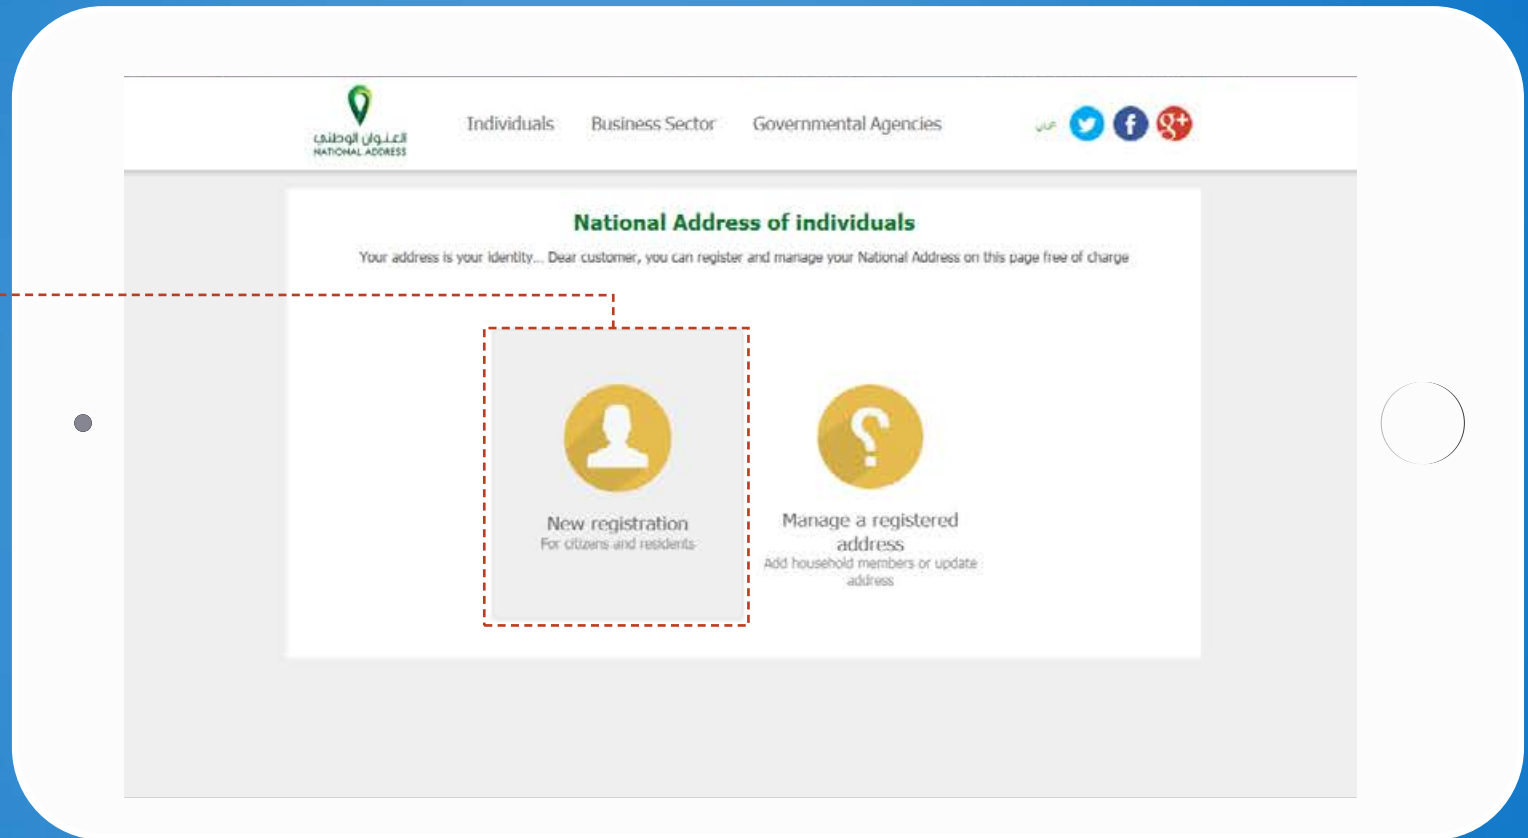 العنوان الوطني
NATIONAL ADDRESS
Individuals
Business Sector
Governmental Agencies
عربي
National Address of individuals
Your address is your identity... Dear customer, you can register and manage your National Address on this page free of charge
New registration
For citizens and residents
Manage a registered
address
Add household members or update
address